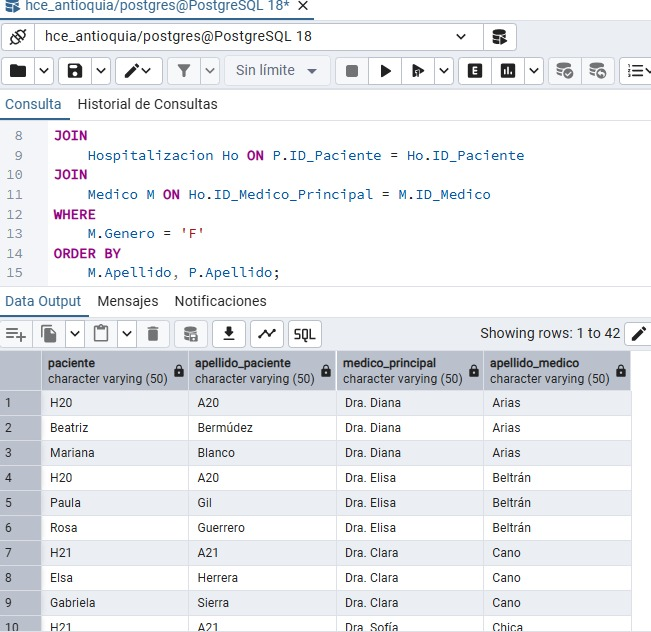 hce_antioquia/postgres@PostgreSQL 18* ×
hce_antioquia/postgres@PostgreSQL 18
Sin límite
E
Consulta Historial de Consultas
8 JOIN
9 Hospitalizacion Ho ON P.ID_Paciente = Ho.ID_Paciente
10 JOIN
11 Medico M ON Ho.ID_Medico_Principal = M.ID_Medico
12 WHERE
13 M.Genero = 'F'
14 ORDER BY
15 M.Apellido, P.Apellido;
Data Output Mensajes Notificaciones
SQL Showing rows: 1 to 42
paciente apellido_paciente medico_principal apellido_medico
character varying (50) character varying (50) character varying (50) character varying (50)
1 H20 A20 Dra. Diana Arias
2 Beatriz Bermúdez Dra. Diana Arias
3 Mariana Blanco Dra. Diana Arias
4 H20 A20 Dra. Elisa Beltrán
5 Paula Gil Dra. Elisa Beltrán
6 Rosa Guerrero Dra. Elisa Beltrán
7 H21 A21 Dra. Clara Cano
8 Elsa Herrera Dra. Clara Cano
9 Gabriela Sierra Dra. Clara Cano
10 H21 A21 Dra. Sofía Chica